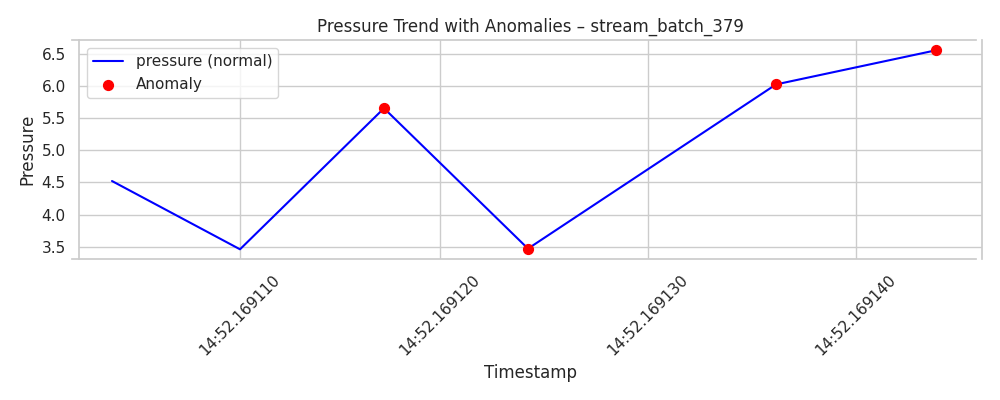 Pressure Trend with Anomalies – stream_batch_379
pressure (normal)
Anomaly
Pressure
6.5
6.0
5.5
5.0
4.5
4.0
3.5
14:52.169110
14:52.169120
14:52.169130
14:52.169140
Timestamp